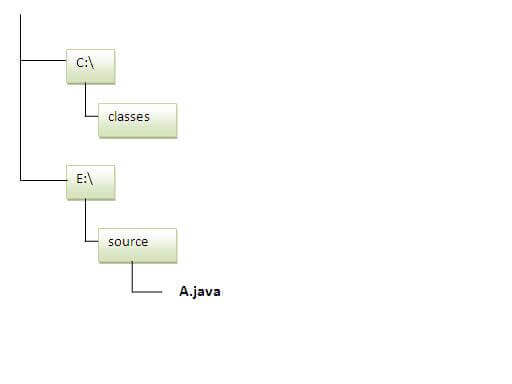 C:\
classes
E:\
source
A.java